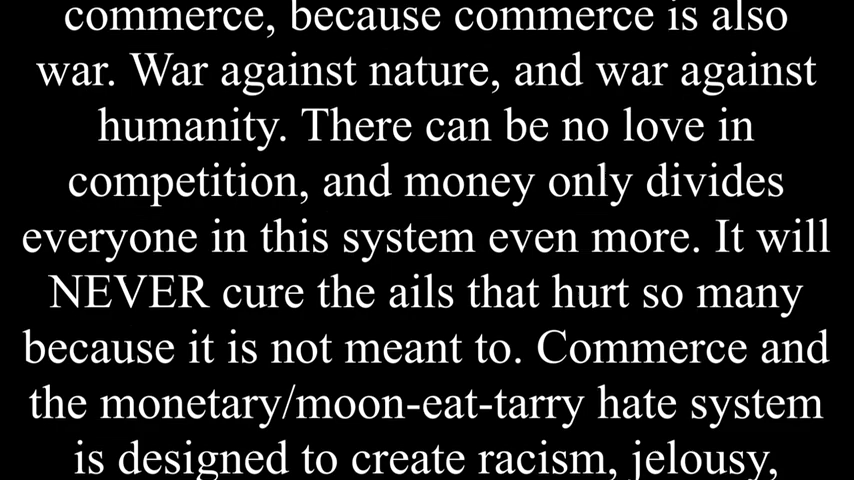 commerce, because commerce is also
war. War against nature, and war against
humanity. There can be no love in
competition, and money only divides
everyone in this system even more. It will
NEVER cure the ails that hurt so many
because it is not meant to. Commerce and
the monetary/moon-eat-tarry hate system
is designed to create racism, jelousy,